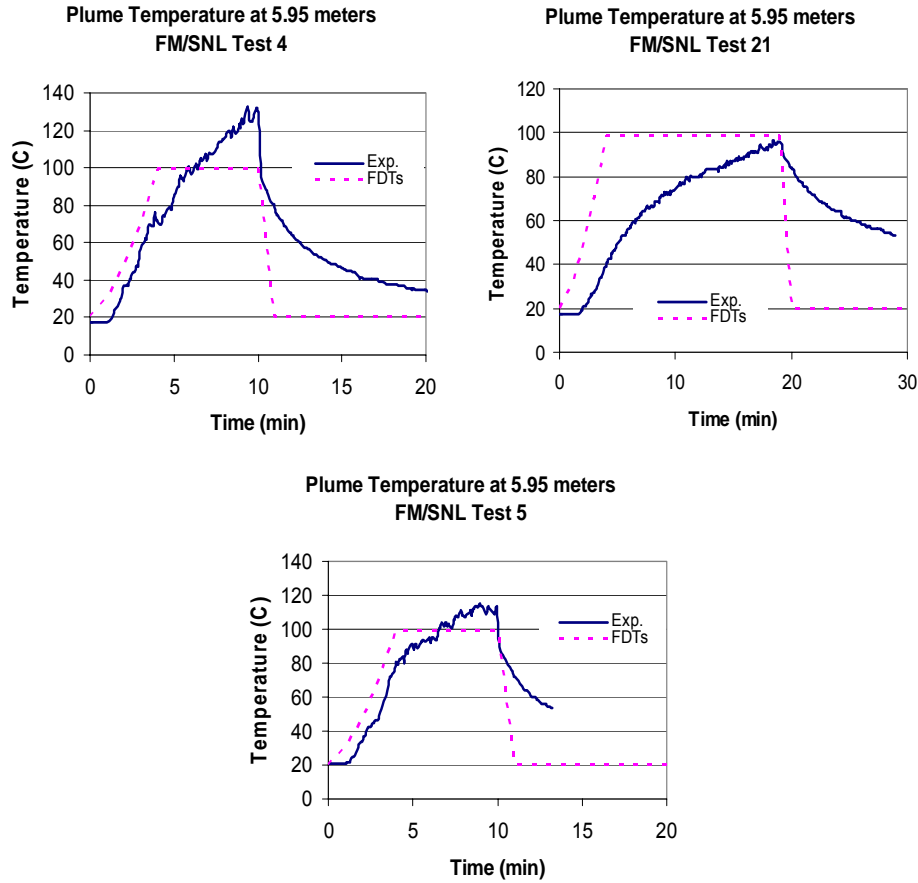 Plume Temperature at 5.95 meters
FM/SNL Test 4
Temperature (C)
140
120
100
80
60
40
20
0
Exp.
FDTs
0 5 10 15 20
Time (min)
Plume Temperature at 5.95 meters
FM/SNL Test 21
Temperature (C)
120
100
80
60
40
20
0
Exp.
FDTs
0 10 20 30
Time (min)
Plume Temperature at 5.95 meters
FM/SNL Test 5
Temperature (C)
140
120
100
80
60
40
20
0
Exp.
FDTs
0 5 10 15 20
Time (min)